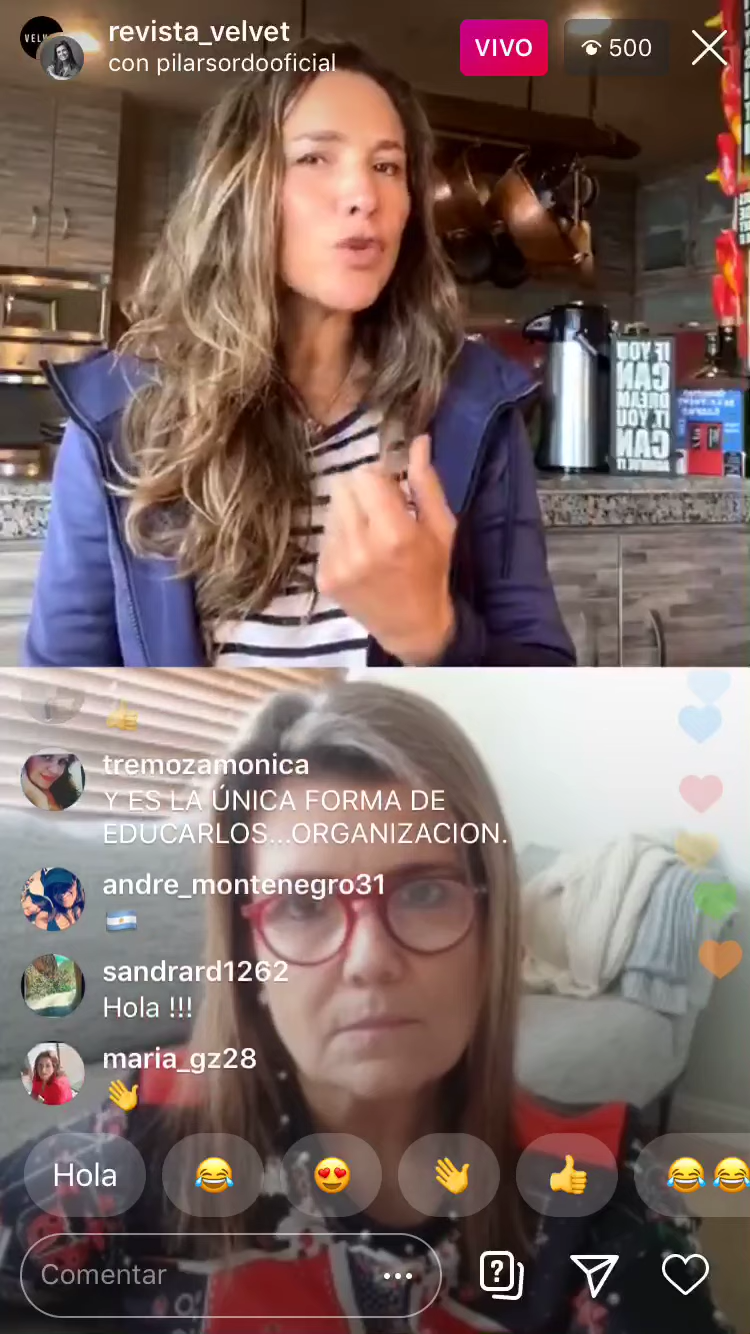 revista_velvet
con pilarsordooficial
VIVO
500
IF YOU
CAN
DREAM
IT, YOU
CAN
tremozamonica
Y ES LA ÚNICA FORMA DE
EDUCARLOS...ORGANIZACION.
andre_montenegro31
sandrard1262
Hola !!!
maria_gz28
Hola
Comentar